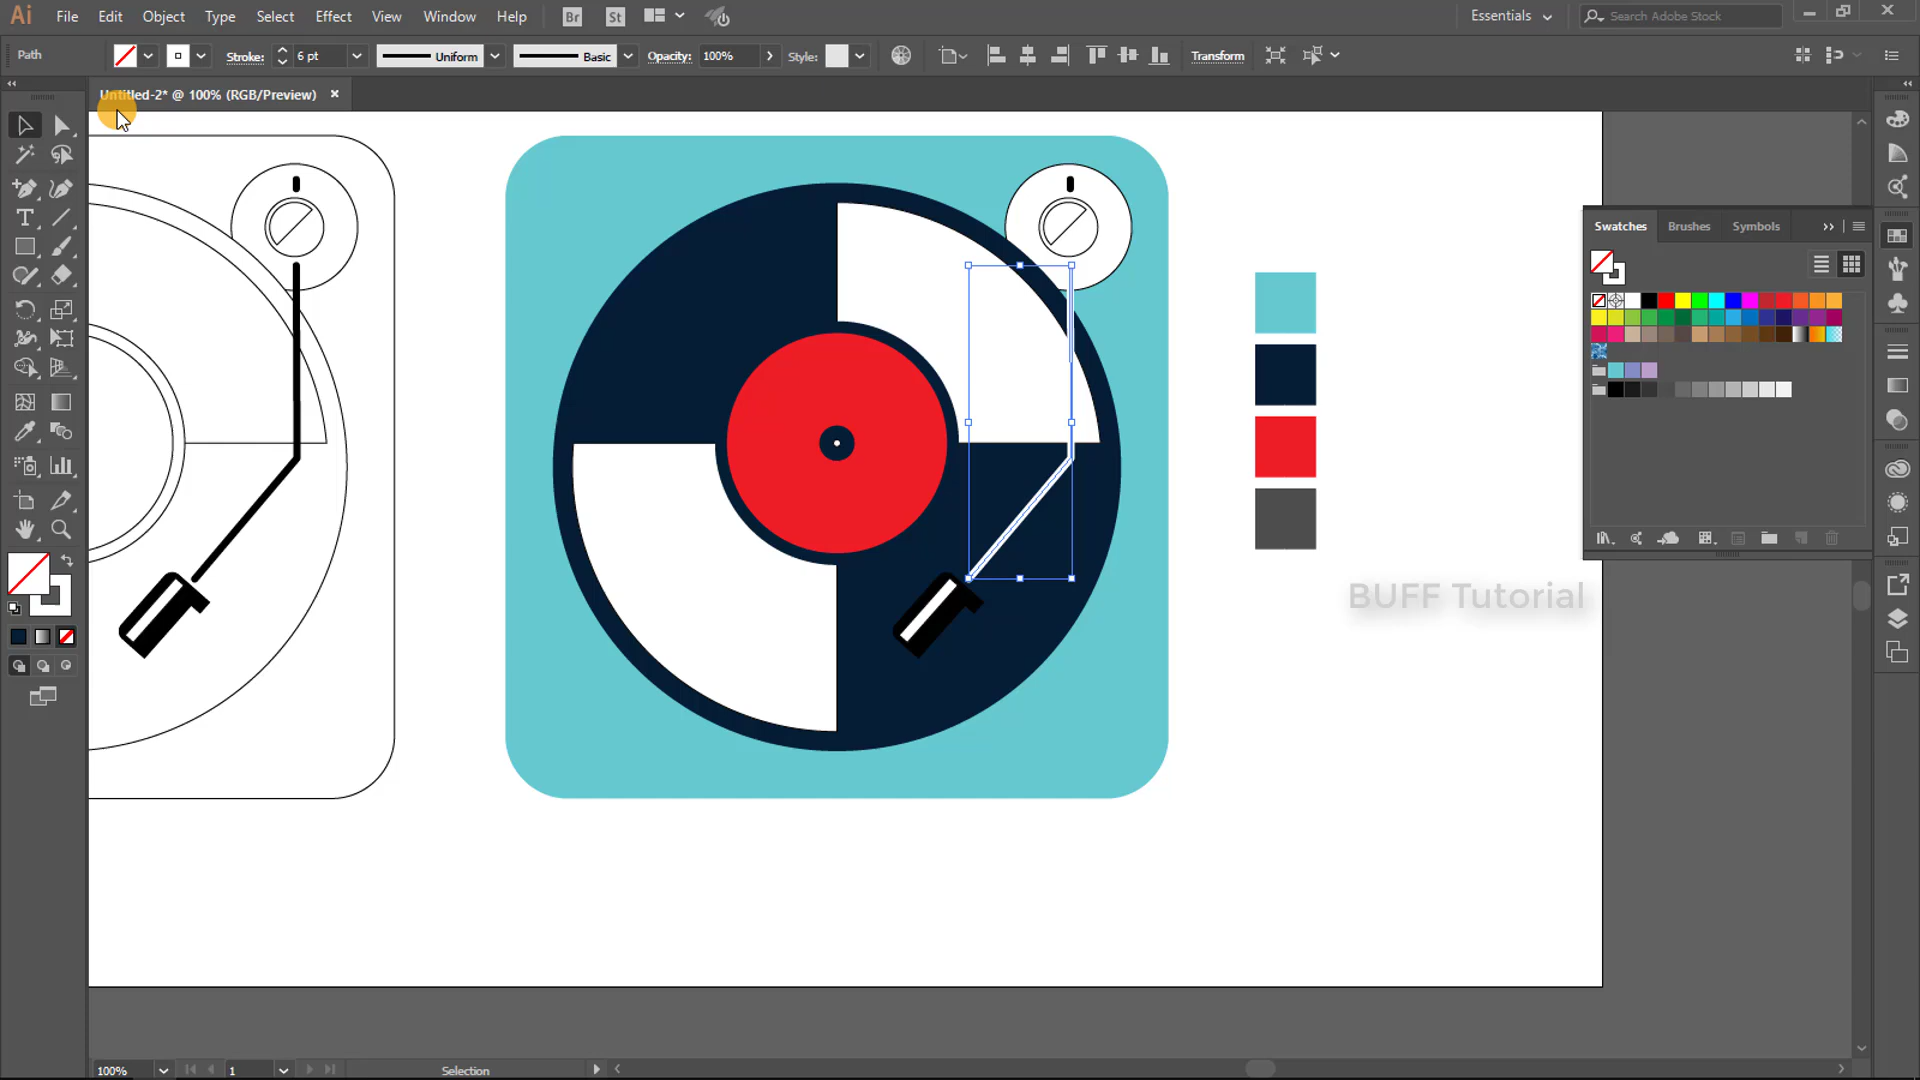 Ai File Edit Object Type Select Effect View Window Help Br St Essentials Search Adobe Stock
Path Stroke: 6 pt Uniform Basic Opacity: 100% Style: Transform
Untitled-2* @ 100% (RGB/Preview)
Swatches Brushes Symbols
BUFF Tutorial
100% 1 Selection